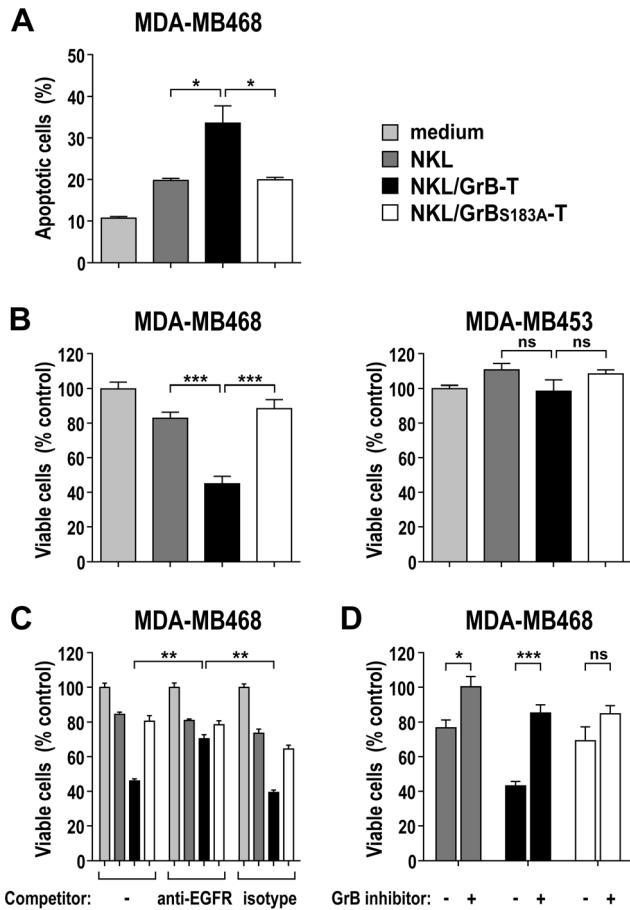 A
MDA-MB468
Apoptotic cells (%)
50
40
30
20
10
0
* *
medium
NKL
NKL/GrB-T
NKL/GrBS183A-T
B
MDA-MB468
Viable cells (% control)
120
100
80
60
40
20
0
*** ***
MDA-MB453
Viable cells (% control)
120
100
80
60
40
20
0
ns ns
C
MDA-MB468
Viable cells (% control)
120
100
80
60
40
20
0
** **
Competitor: - anti-EGFR isotype
D
MDA-MB468
Viable cells (% control)
120
100
80
60
40
20
0
* *** ns
GrB inhibitor: - + - + - +